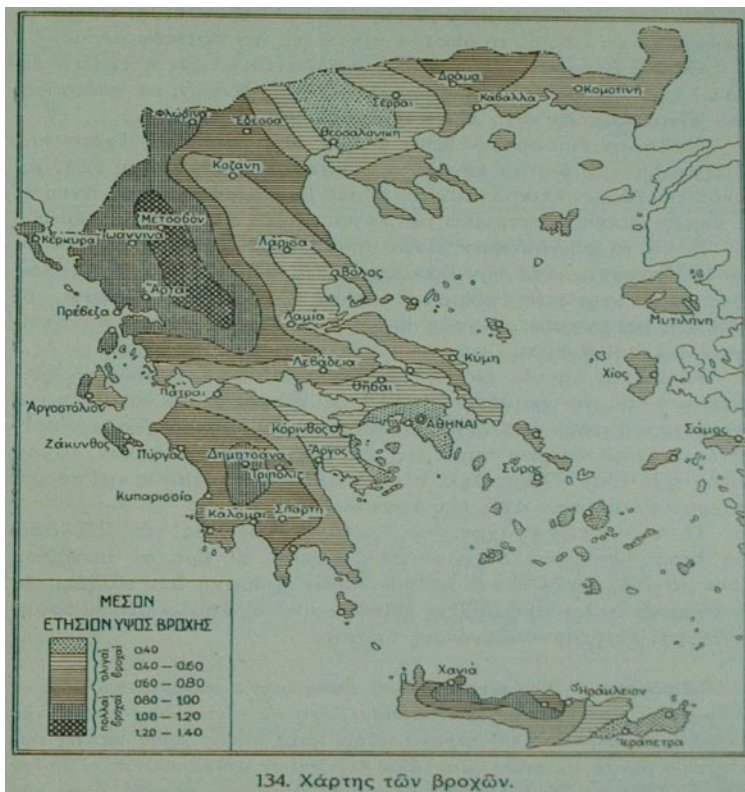 Δράμα
Σέρραι
Κομοτινή
Καβάλλα
Φλώρινα
Ἔδεσσα
Θεσσαλονίκη
Κοζάνη
Μέτσοβον
Κέρκυρα
Ἰωάννινα
Λάρισα
Βόλος
Ἄρτα
Πρέβεζα
Λαμία
Μυτιλήνη
Λεβάδεια
Κύμη
Θῆβαι
Χίος
Πάτραι
Ἀργοστόλιον
ΑΘΗΝΑΙ
Κόρινθος
Ζάκυνθος
Πύργος
Δημητσάνα
Ἄργος
Σάμος
Τρίπολις
Σῦρος
Κυπαρισσία
Καλάμαι
Σπάρτη
ΜΕΣΟΝ
ΕΤΗΣΙΟΝ ΥΨΟΣ ΒΡΟΧΗΣ
ὀλίγαι βροχαί
0.40
0.40 – 0.60
0.60 – 0.80
πολλαί βροχαί
0.80 – 1.00
1.00 – 1.20
1.20 – 1.40
Χανιά
Ἡράκλειον
Ἱεράπετρα
134. Χάρτης τῶν βροχῶν.